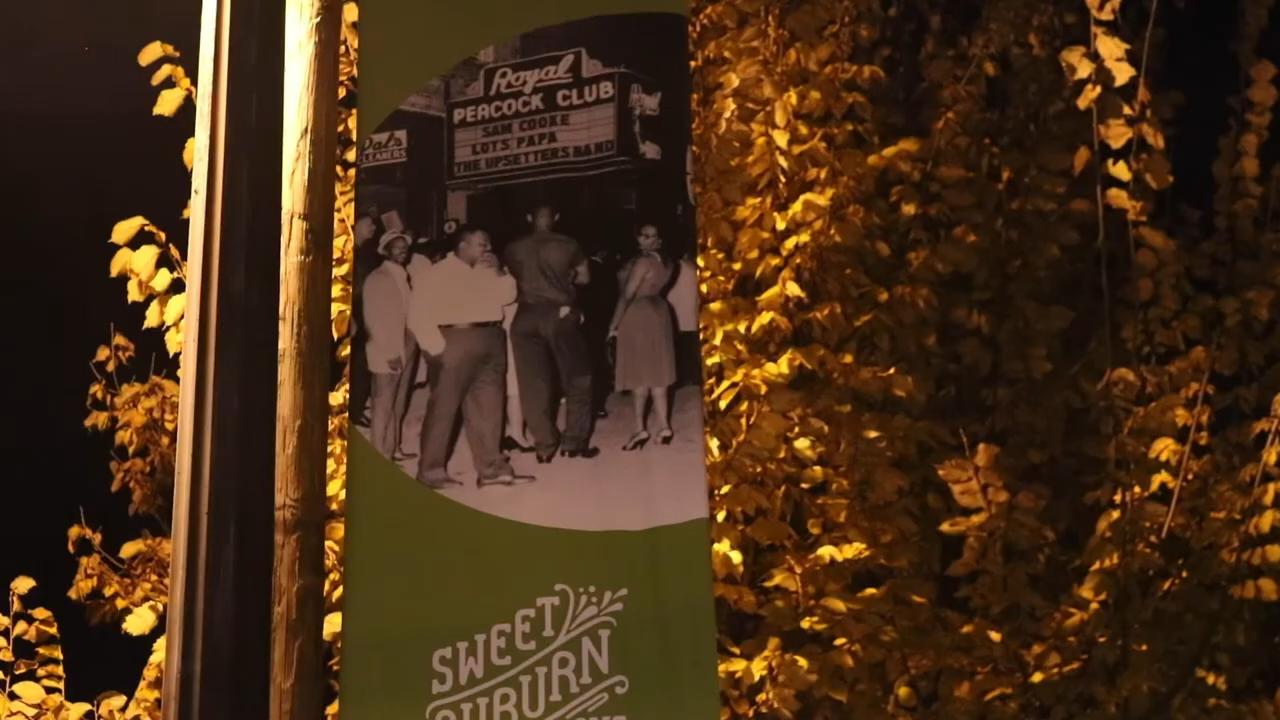 Royal
PEACOCK CLUB
SAM COOKE
LOTS PAPA
THE UPSETTERS BAND
Pal's
CLEANERS
SWEET
AUBURN